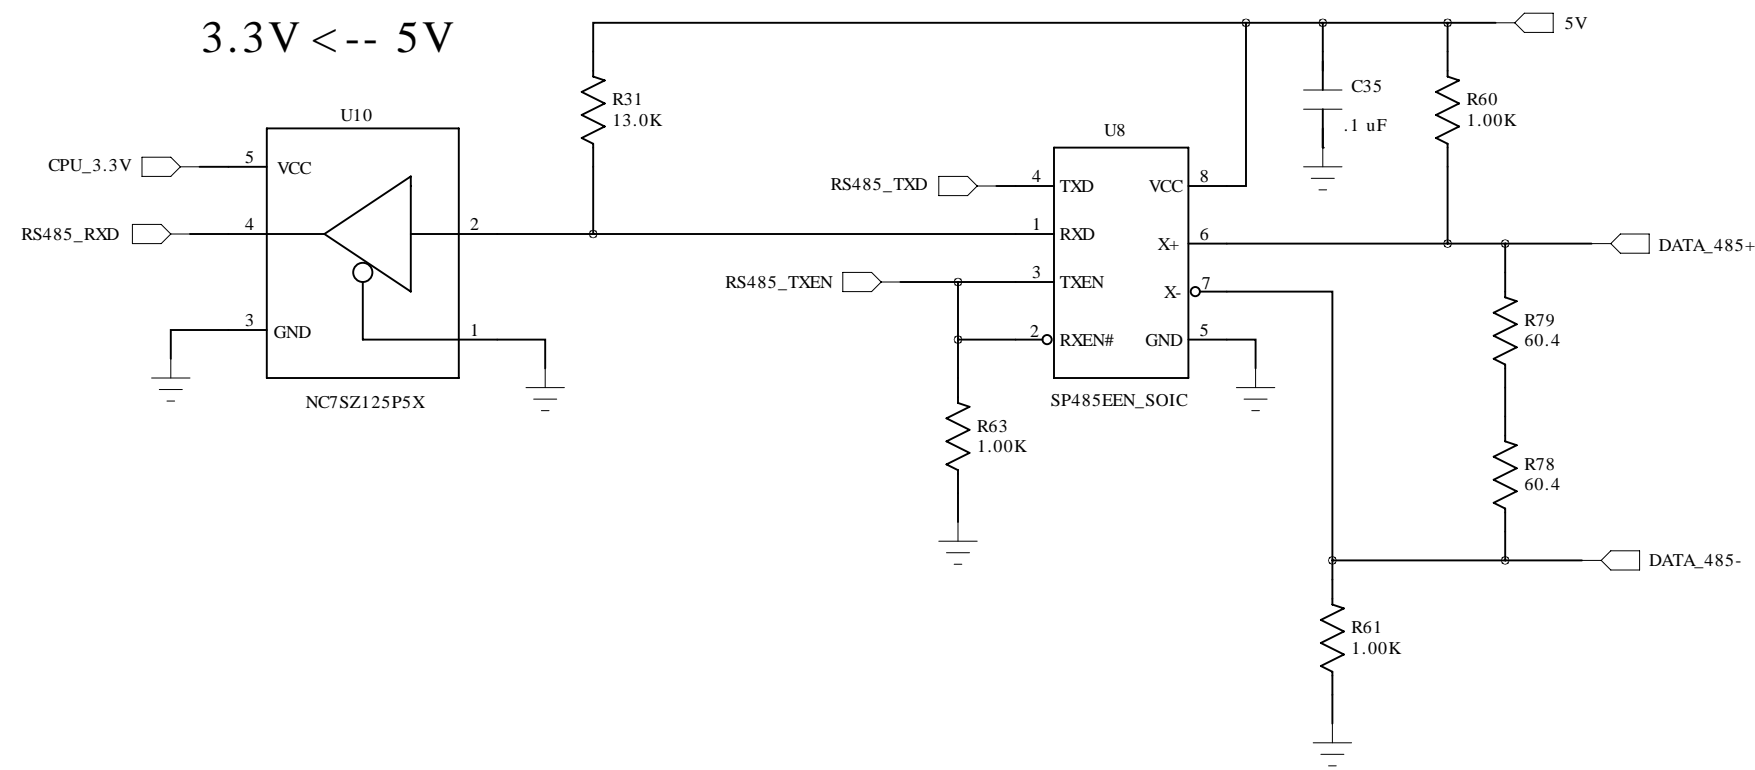 3.3V <-- 5V
5V
R31
13.0K
C35
.1 uF
R60
1.00K
U10
CPU_3.3V
5
VCC
RS485_RXD
4
2
3
GND
1
NC7SZ125P5X
U8
RS485_TXD
4
TXD
VCC
8
1
RXD
X+
6
DATA_485+
RS485_TXEN
3
TXEN
X-
7
2
RXEN#
GND
5
SP485EEN_SOIC
R79
60.4
R63
1.00K
R78
60.4
DATA_485-
R61
1.00K